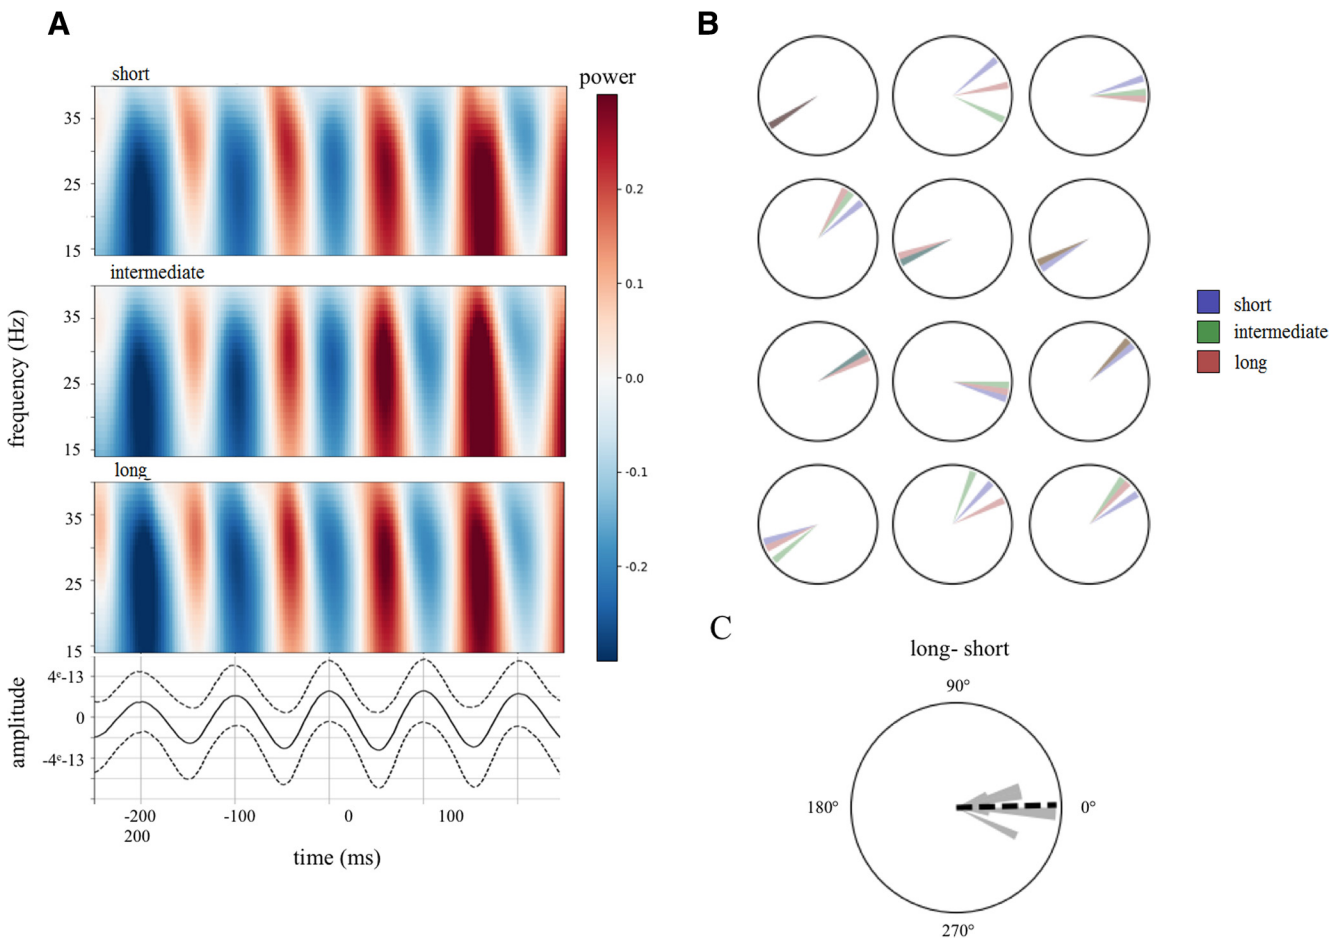 A
short
power
35
25
15
0.2
0.1
0.0
-0.1
-0.2
intermediate
35
25
15
frequency (Hz)
long
35
25
15
amplitude
4ᵉ-13
0
-4ᵉ-13
-200 -100 0 100
200
time (ms)
B
short
intermediate
long
C
long- short
90°
180°
0°
270°